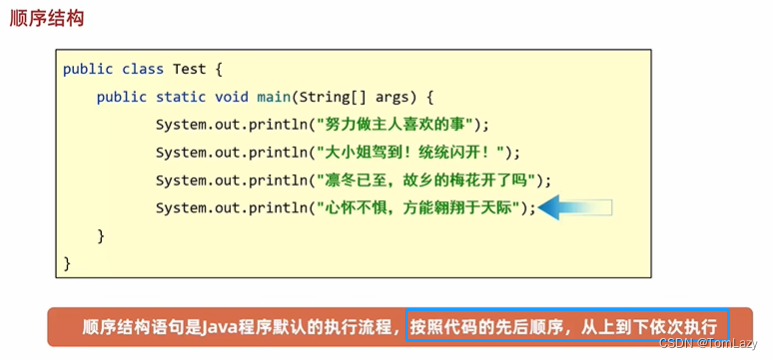 顺序结构
public class Test {
public static void main(String[] args) {
System.out.println("努力做主人喜欢的事");
System.out.println("大小姐驾到！统统闪开！");
System.out.println("凛冬已至，故乡的梅花开了吗");
System.out.println("心怀不惧，方能翱翔于天际");
}
}
顺序结构语句是Java程序默认的执行流程，按照代码的先后顺序，从上到下依次执行
CSDN @TomLazy